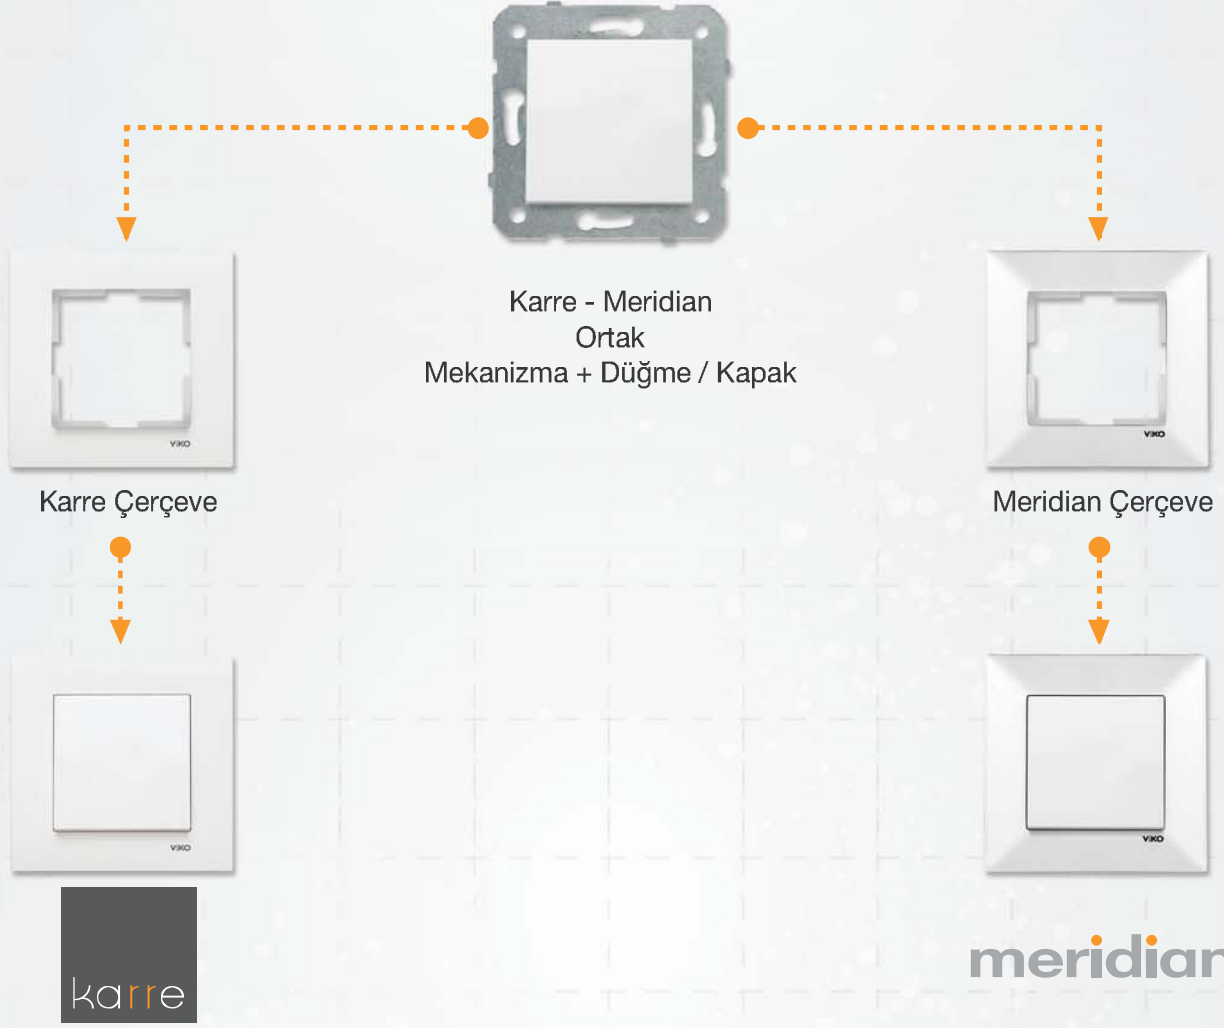 Karre - Meridian
Ortak
Mekanizma + Düğme / Kapak
VIKO
VIKO
Karre Çerçeve
Meridian Çerçeve
VIKO
VIKO
karre
meridian